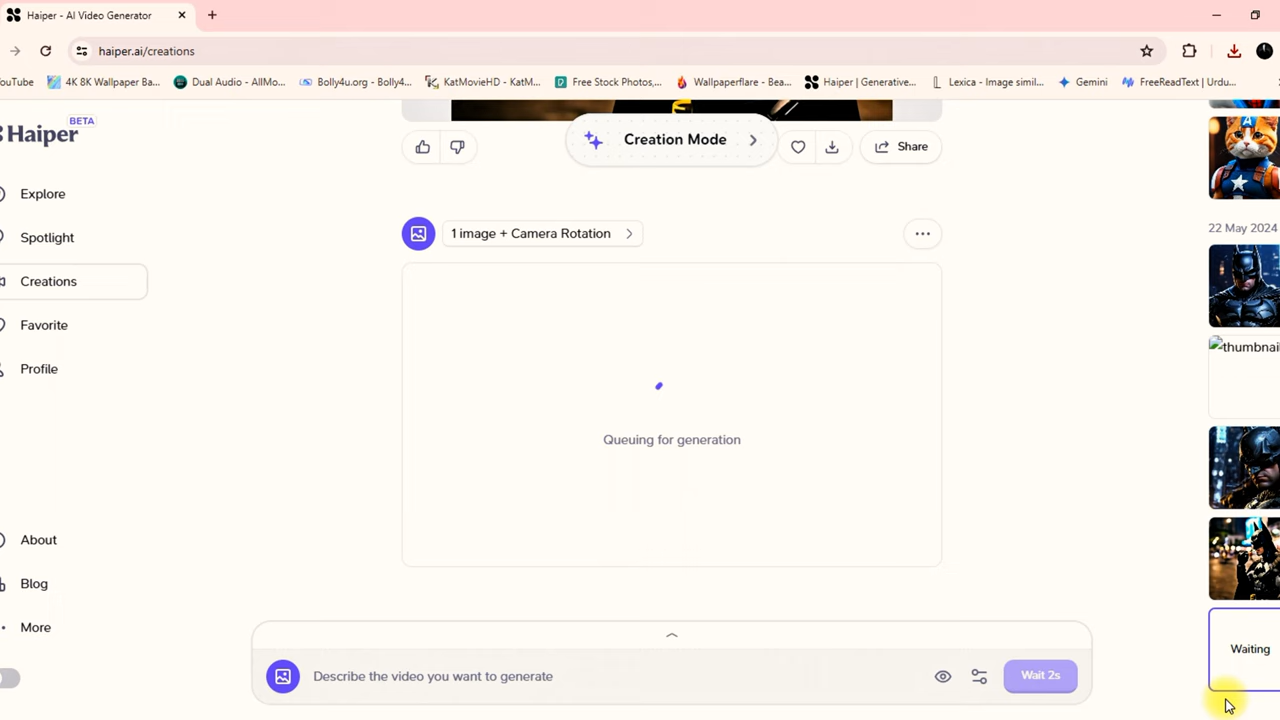 Haiper - AI Video Generator
haiper.ai/creations
YouTube
4K 8K Wallpaper Ba...
Dual Audio - AllMo...
Bolly4u.org - Bolly4...
KatMovieHD - KatM...
Free Stock Photos,...
Wallpaperflare - Bea...
Haiper | Generative...
Lexica - Image simil...
Gemini
FreeReadText | Urdu...
Haiper
BETA
Creation Mode
Share
Explore
Spotlight
Creations
Favorite
Profile
About
Blog
More
1 image + Camera Rotation
Queuing for generation
Describe the video you want to generate
Wait 2s
A
22 May 2024
thumbnail
Waiting